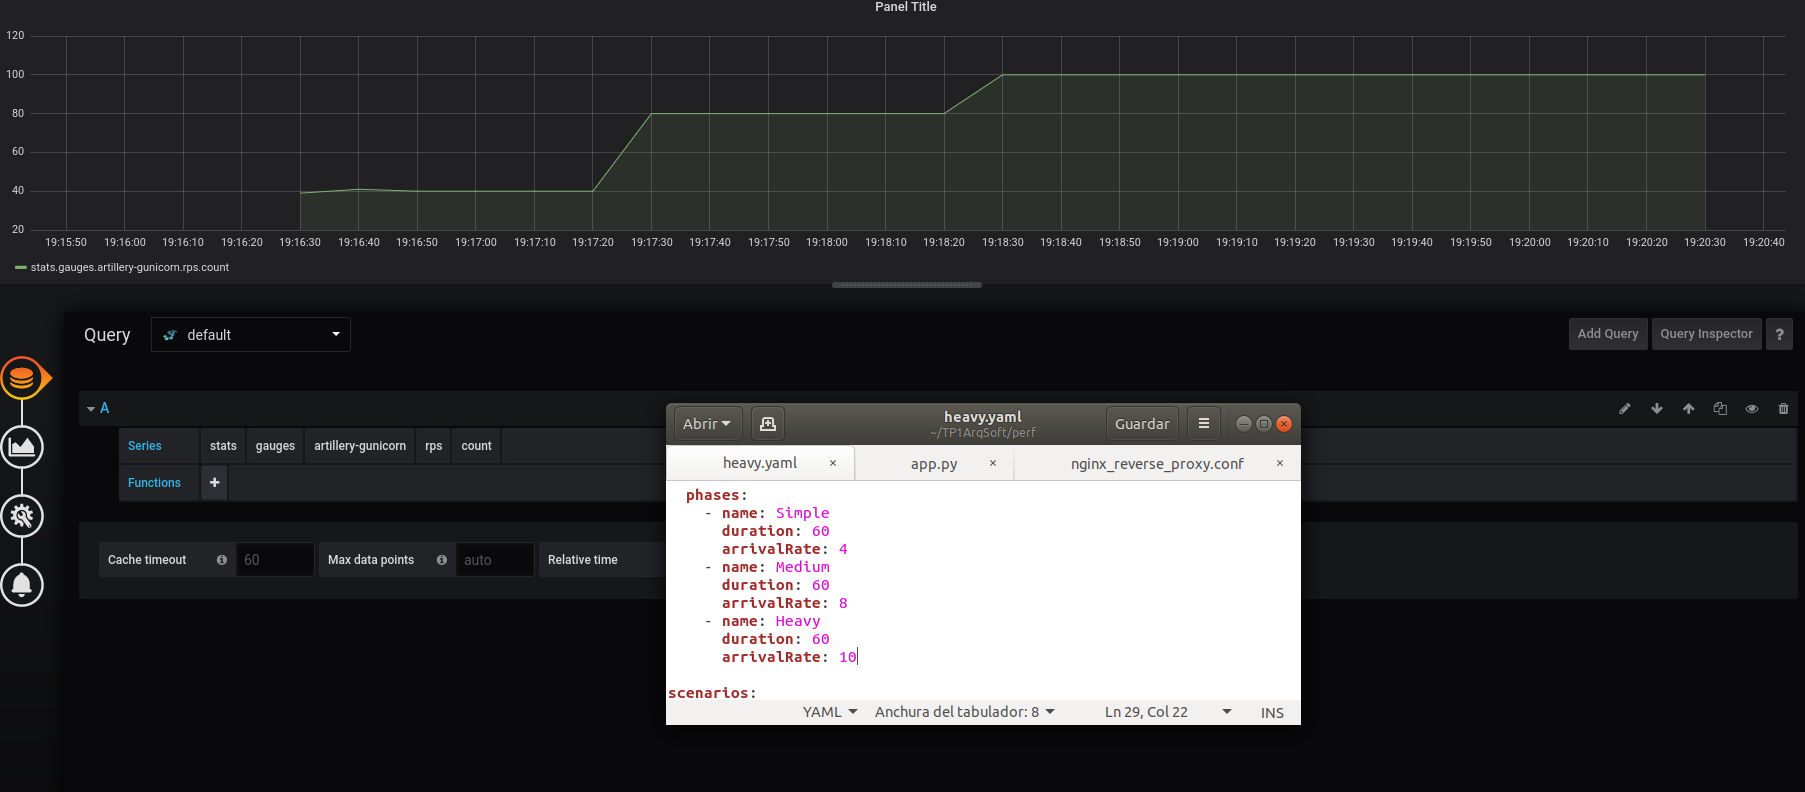 Panel Title
120
100
80
60
40
20
19:15:50 19:16:00 19:16:10 19:16:20 19:16:30 19:16:40 19:16:50 19:17:00 19:17:10 19:17:20 19:17:30 19:17:40 19:17:50 19:18:00 19:18:10 19:18:20 19:18:30 19:18:40 19:18:50 19:19:00 19:19:10 19:19:20 19:19:30 19:19:40 19:19:50 19:20:00 19:20:10 19:20:20 19:20:30 19:20:40
stats.gauges.artillery-gunicorn.rps.count
Query default Add Query Query Inspector ?
A
Series stats gauges artillery-gunicorn rps count
Functions +
Cache timeout 60 Max data points auto Relative time
Abrir heavy.yaml Guardar
~/TP1ArqSoft/perf
heavy.yaml × app.py × nginx_reverse_proxy.conf ×
phases:
- name: Simple
duration: 60
arrivalRate: 4
- name: Medium
duration: 60
arrivalRate: 8
- name: Heavy
duration: 60
arrivalRate: 10
scenarios:
YAML Anchura del tabulador: 8 Ln 29, Col 22 INS